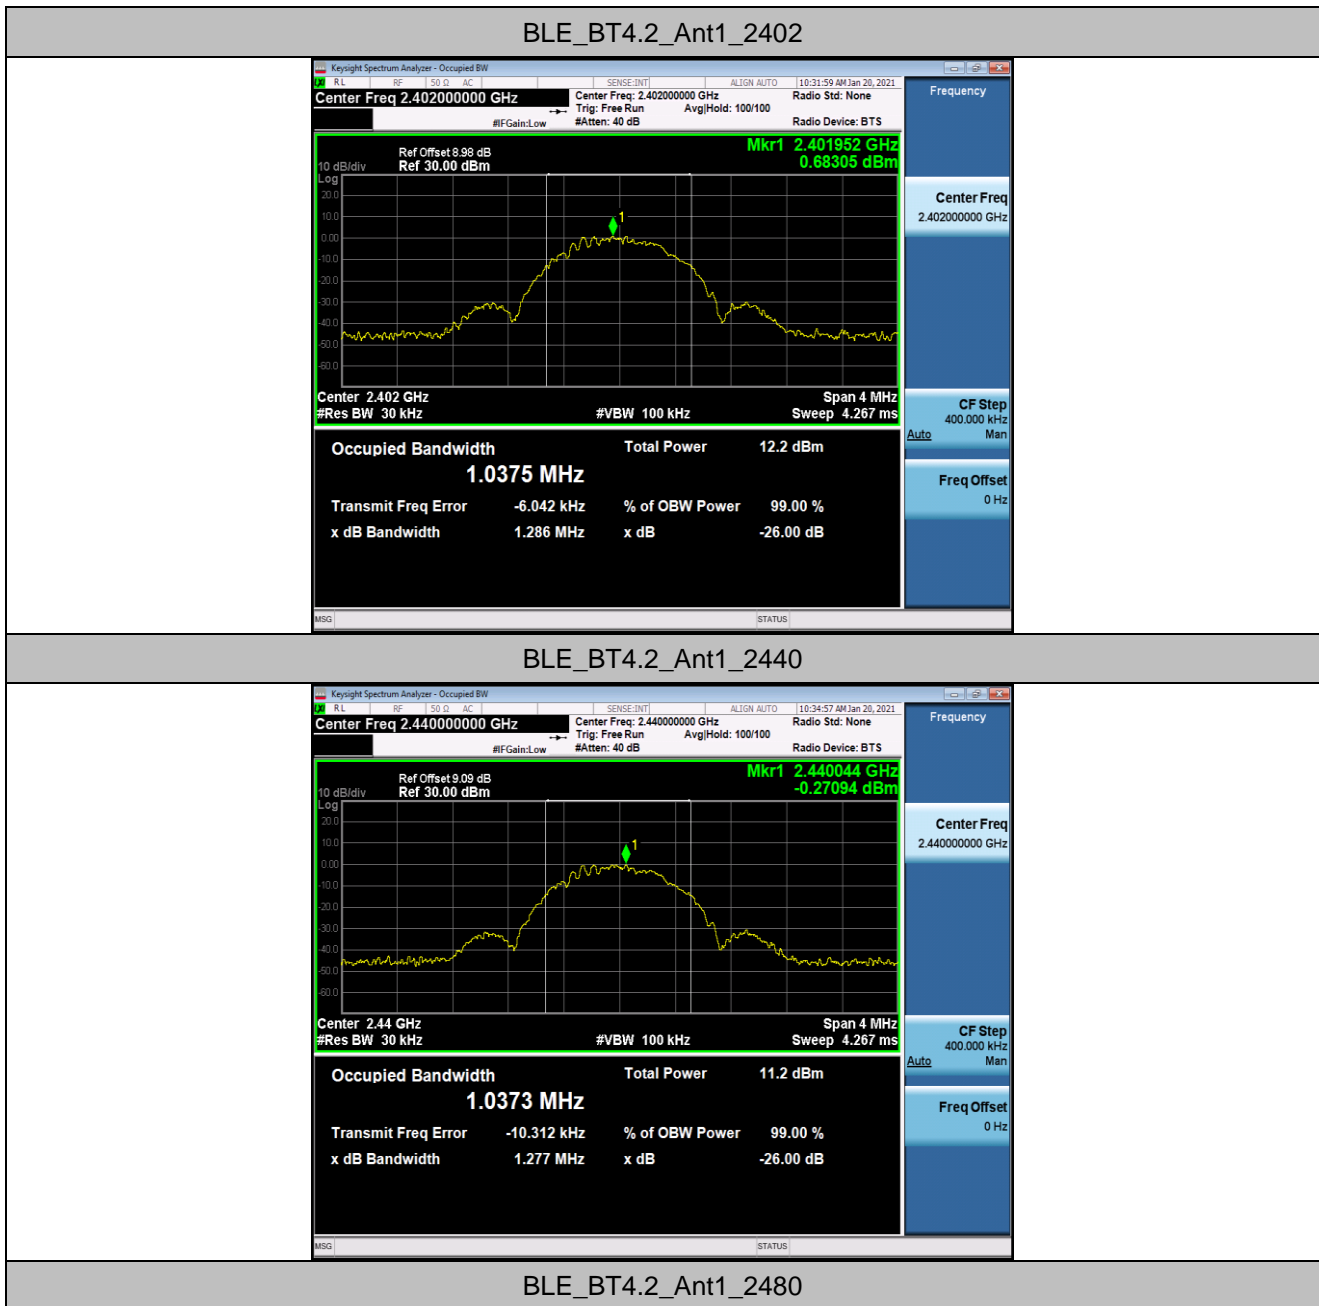 BLE_BT4.2_Ant1_2402
Keysight Spectrum Analyzer - Occupied BW
RL RF 50 Ω AC SENSE:INT ALIGN AUTO 10:31:59 AM Jan 20, 2021
Center Freq 2.402000000 GHz
Center Freq: 2.402000000 GHz Radio Std: None
Trig: Free Run Avg|Hold: 100/100
#IFGain:Low #Atten: 40 dB Radio Device: BTS
Frequency
Mkr1 2.401952 GHz
0.68305 dBm
Ref Offset 8.98 dB
10 dB/div Ref 30.00 dBm
Log
20.0
10.0
0.00
-10.0
-20.0
-30.0
-40.0
-50.0
-60.0
1
Center 2.402 GHz Span 4 MHz
#Res BW 30 kHz #VBW 100 kHz Sweep 4.267 ms
Center Freq
2.402000000 GHz
CF Step
400.000 kHz
Auto Man
Freq Offset
0 Hz
Occupied Bandwidth Total Power 12.2 dBm
1.0375 MHz
Transmit Freq Error -6.042 kHz % of OBW Power 99.00 %
x dB Bandwidth 1.286 MHz x dB -26.00 dB
MSG STATUS
BLE_BT4.2_Ant1_2440
Keysight Spectrum Analyzer - Occupied BW
RL RF 50 Ω AC SENSE:INT ALIGN AUTO 10:34:57 AM Jan 20, 2021
Center Freq 2.440000000 GHz
Center Freq: 2.440000000 GHz Radio Std: None
Trig: Free Run Avg|Hold: 100/100
#IFGain:Low #Atten: 40 dB Radio Device: BTS
Frequency
Mkr1 2.440044 GHz
-0.27094 dBm
Ref Offset 9.09 dB
10 dB/div Ref 30.00 dBm
Log
20.0
10.0
0.00
-10.0
-20.0
-30.0
-40.0
-50.0
-60.0
1
Center 2.44 GHz Span 4 MHz
#Res BW 30 kHz #VBW 100 kHz Sweep 4.267 ms
Center Freq
2.440000000 GHz
CF Step
400.000 kHz
Auto Man
Freq Offset
0 Hz
Occupied Bandwidth Total Power 11.2 dBm
1.0373 MHz
Transmit Freq Error -10.312 kHz % of OBW Power 99.00 %
x dB Bandwidth 1.277 MHz x dB -26.00 dB
MSG STATUS
BLE_BT4.2_Ant1_2480